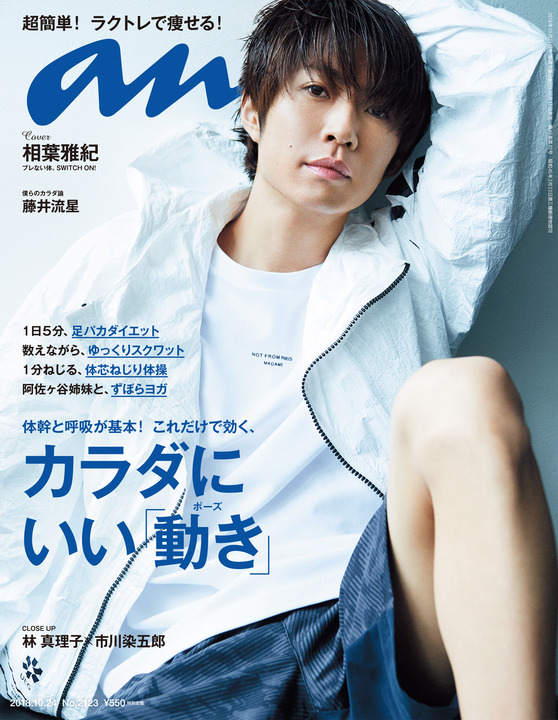 超簡単！ラクトレで痩せる！
an
Cover
相葉雅紀
ブレない体、SWITCH ON!
僕らのカラダ論
藤井流星
NOT FROM PARIS
MADAME
1日5分、足パカダイエット
数えながら、ゆっくりスクワット
1分ねじる、体芯ねじり体操
阿佐ヶ谷姉妹と、ずぼらヨガ
体幹と呼吸が基本！これだけで効く、
カラダに
ポーズ
いい「動き」
CLOSE UP
林 真理子×市川染五郎
2018.10.24 No.2123 ¥550 特別定価